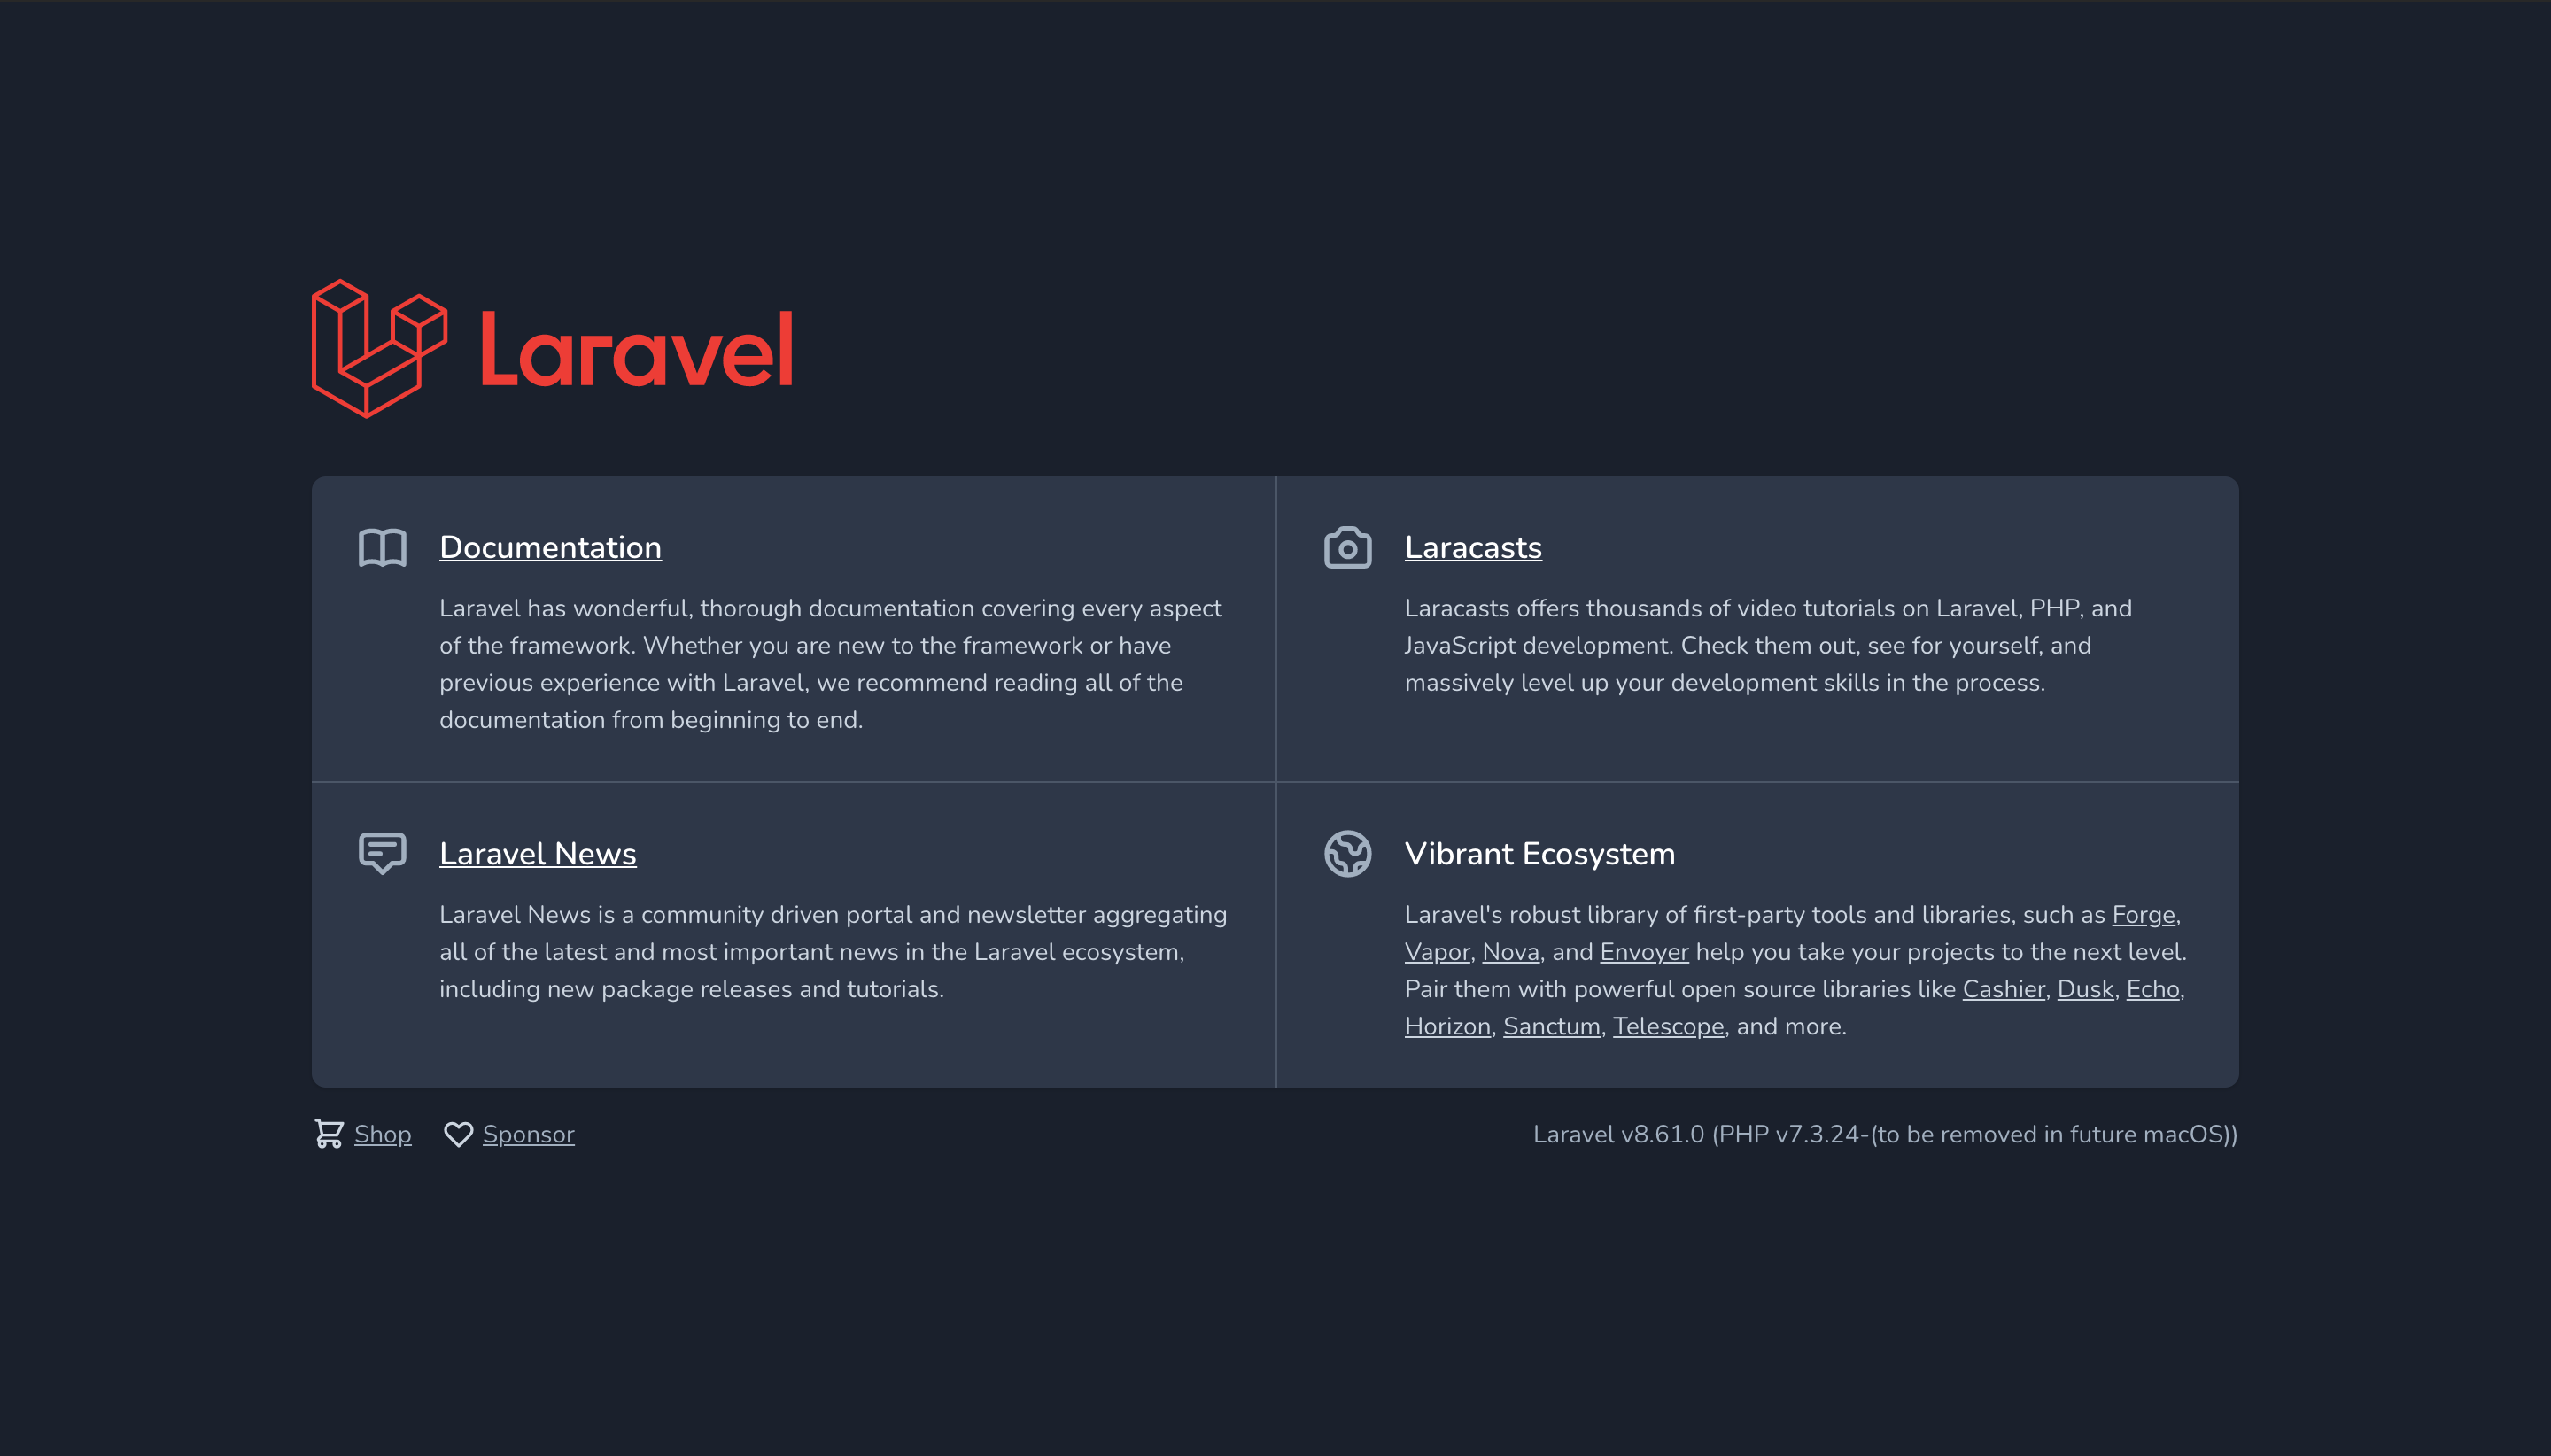 Laravel
Documentation
Laravel has wonderful, thorough documentation covering every aspect
of the framework. Whether you are new to the framework or have
previous experience with Laravel, we recommend reading all of the
documentation from beginning to end.
Laracasts
Laracasts offers thousands of video tutorials on Laravel, PHP, and
JavaScript development. Check them out, see for yourself, and
massively level up your development skills in the process.
Laravel News
Laravel News is a community driven portal and newsletter aggregating
all of the latest and most important news in the Laravel ecosystem,
including new package releases and tutorials.
Vibrant Ecosystem
Laravel's robust library of first-party tools and libraries, such as Forge,
Vapor, Nova, and Envoyer help you take your projects to the next level.
Pair them with powerful open source libraries like Cashier, Dusk, Echo,
Horizon, Sanctum, Telescope, and more.
Shop Sponsor
Laravel v8.61.0 (PHP v7.3.24-(to be removed in future macOS))